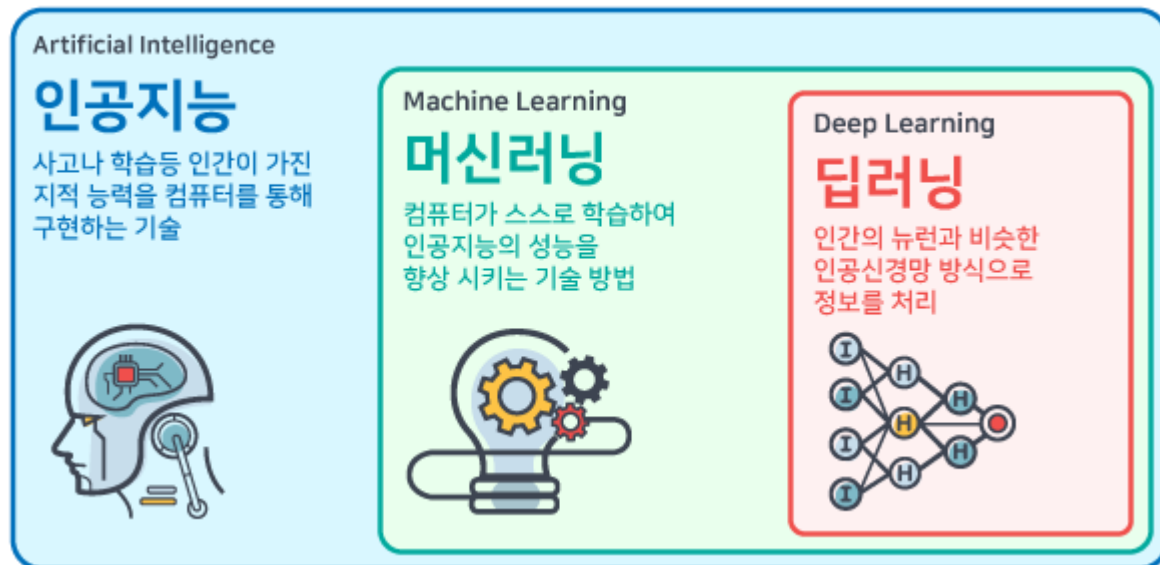 Artificial Intelligence
인공지능
사고나 학습등 인간이 가진
지적 능력을 컴퓨터를 통해
구현하는 기술
Machine Learning
머신러닝
컴퓨터가 스스로 학습하여
인공지능의 성능을
향상 시키는 기술 방법
Deep Learning
딥러닝
인간의 뉴런과 비슷한
인공신경망 방식으로
정보를 처리
I
H
I
H
H
I
H
H
I